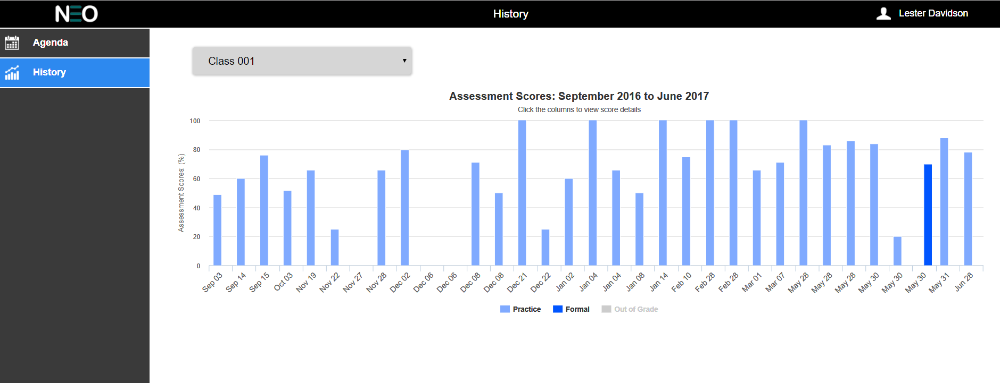 NEO
History
Lester Davidson
Agenda
History
Class 001
Assessment Scores: September 2016 to June 2017
Click the columns to view score details
Assessment Scores: (%)
100
80
60
40
20
0
Sep 03
Sep 14
Sep 15
Oct 03
Nov 19
Nov 22
Nov 27
Nov 28
Dec 02
Dec 06
Dec 06
Dec 08
Dec 08
Dec 21
Dec 22
Jan 02
Jan 04
Jan 04
Jan 08
Jan 14
Feb 10
Feb 28
Feb 28
Mar 01
Mar 07
May 28
May 28
May 28
May 30
May 30
May 30
May 31
Jun 28
Practice
Formal
Out of Grade